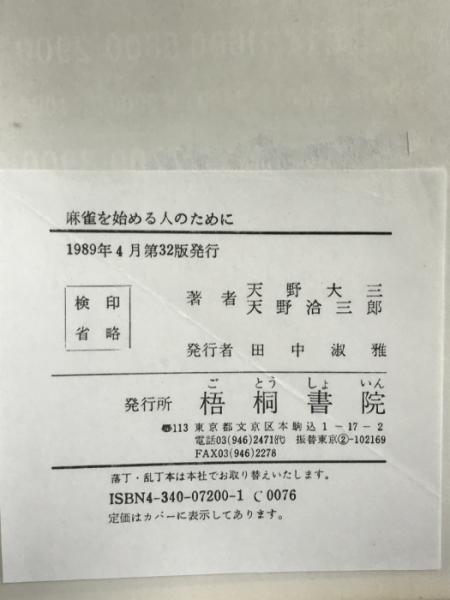 麻雀を始める人のために
1989年4月第32版発行
検印
省略
著者 天野大三
天野洽三郎
発行者 田中淑雅
ごとうしょいん
発行所 梧桐書院
☎113 東京都文京区本駒込1-17-2
電話03(946)2471㈹ 振替東京②-102169
FAX03(946)2278
落丁・乱丁本は本社でお取り替えいたします。
ISBN4-340-07200-1 C0076
定価はカバーに表示してあります。